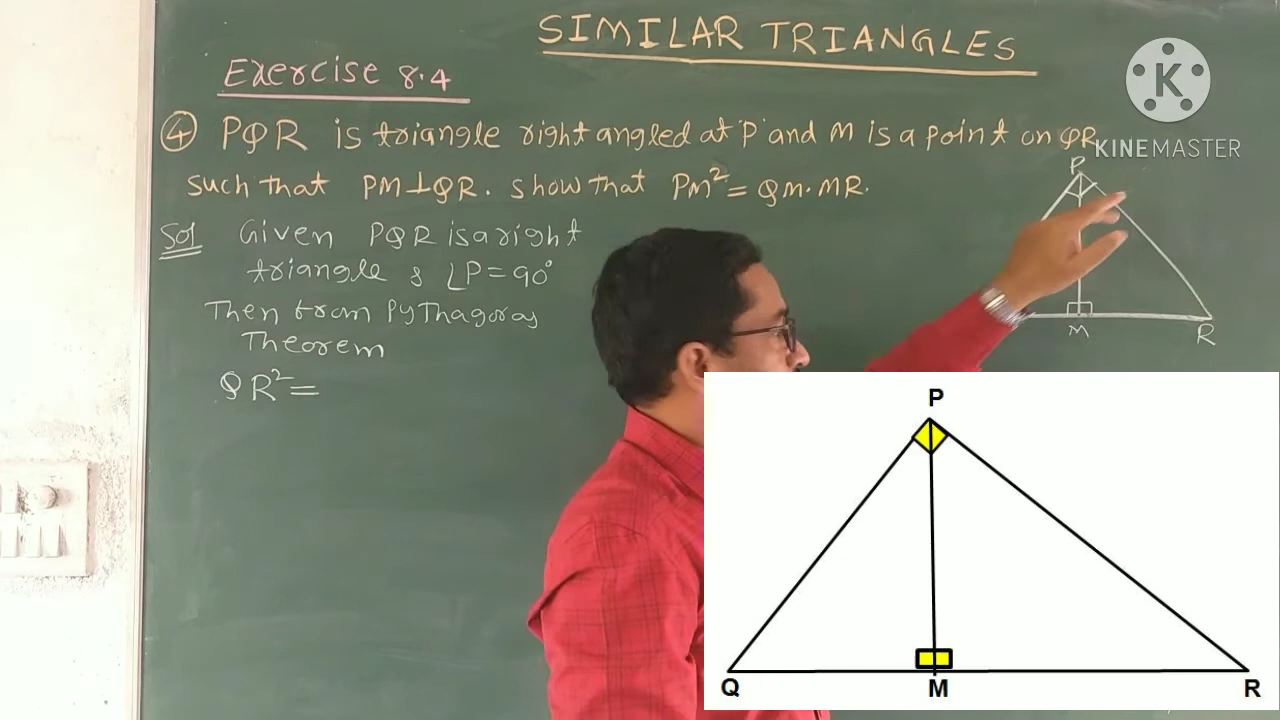 SIMILAR TRIANGLES
Exercise 8.4
④ PQR is triangle right angled at 'P' and M is a point on QR
such that PM⊥QR. show that PM²= QM·MR.
Sol Given PQR is a right
triangle & ∠P=90°
Then from Pythagoras
Theorem
QR²=
K
KINEMASTER
P
M
R
P
Q
M
R